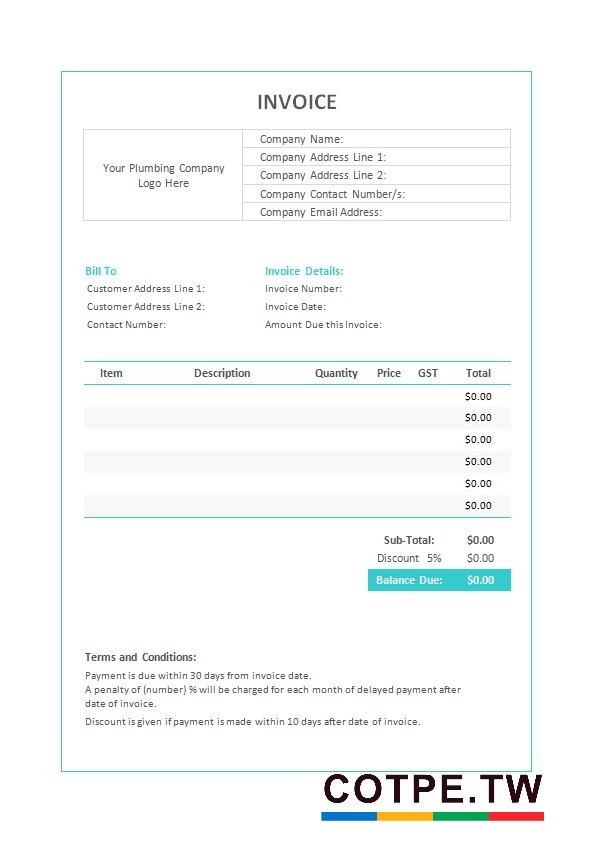 INVOICE
Your Plumbing Company
Logo Here
Company Name:
Company Address Line 1:
Company Address Line 2:
Company Contact Number/s:
Company Email Address:
Bill To
Customer Address Line 1:
Customer Address Line 2:
Contact Number:
Invoice Details:
Invoice Number:
Invoice Date:
Amount Due this Invoice:
Item Description Quantity Price GST Total
$0.00
$0.00
$0.00
$0.00
$0.00
$0.00
Sub-Total: $0.00
Discount 5% $0.00
Balance Due: $0.00
Terms and Conditions:
Payment is due within 30 days from invoice date.
A penalty of (number) % will be charged for each month of delayed payment after
date of invoice.
Discount is given if payment is made within 10 days after date of invoice.
COTPE.TW